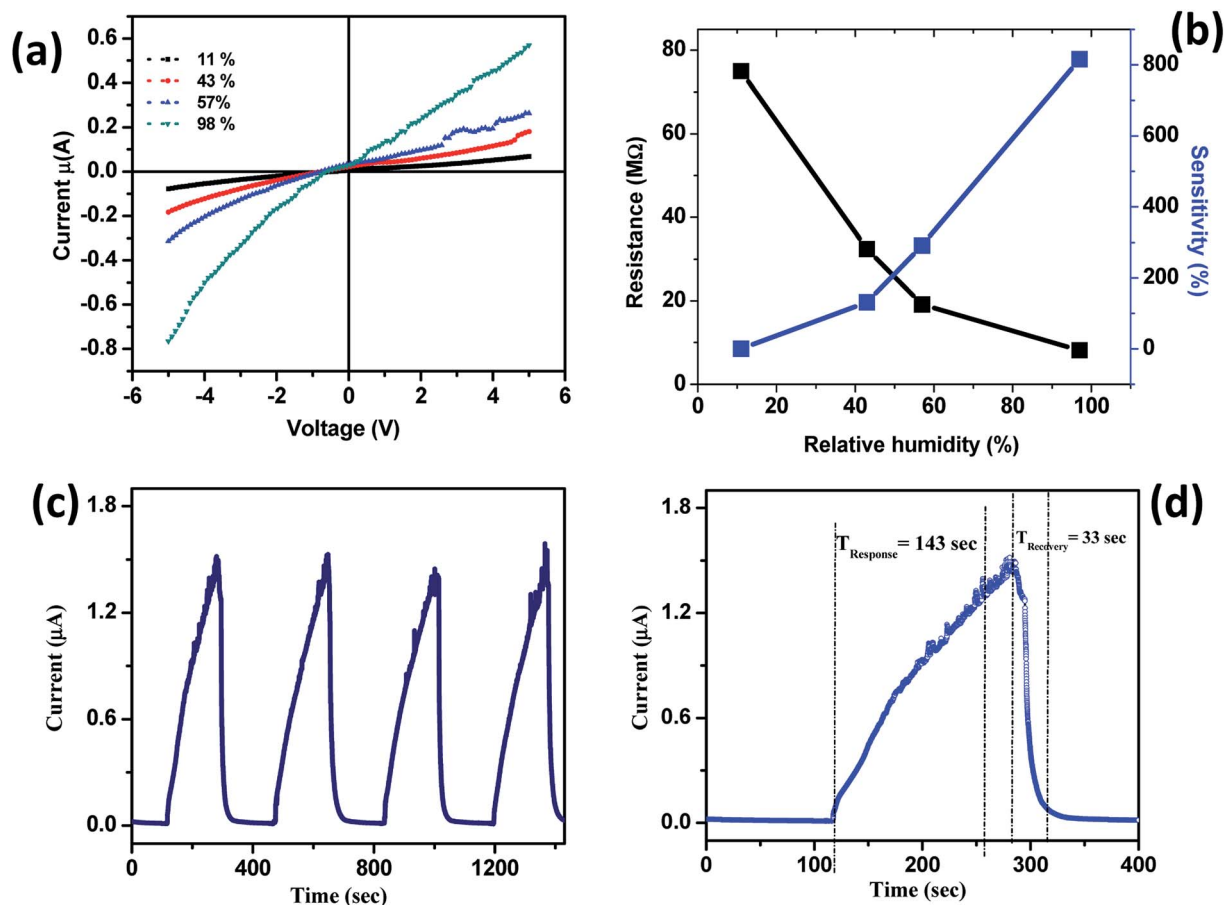 (a)
0.6
0.4
0.2
0.0
-0.2
-0.4
-0.6
-0.8
Current μ(A)
11 %
43 %
57%
98 %
-6 -4 -2 0 2 4 6
Voltage (V)
(b)
80
60
40
20
0
Resistance (MΩ)
800
600
400
200
0
Sensitivity (%)
0 20 40 60 80 100
Relative humidity (%)
(c)
1.8
1.2
0.6
0.0
Current (μA)
0 400 800 1200
Time (sec)
(d)
1.8
1.2
0.6
0.0
Current (μA)
T Response = 143 sec
T Recovery = 33 sec
0 100 200 300 400
Time (sec)